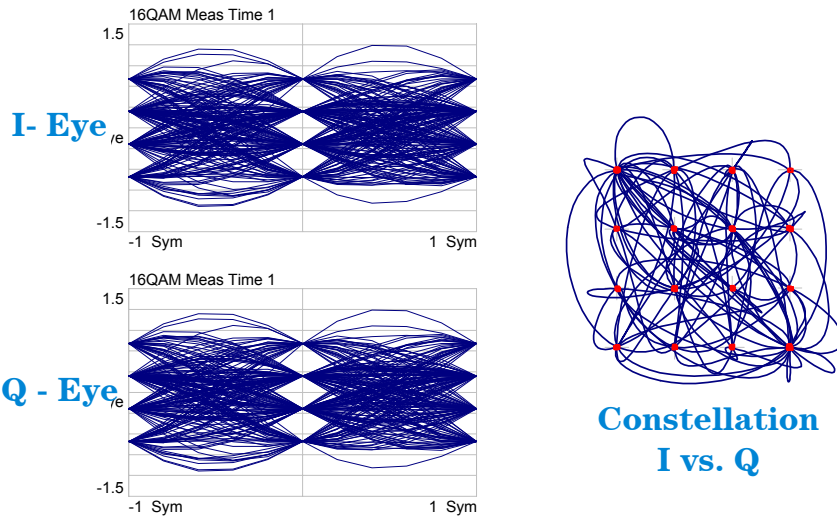 16QAM Meas Time 1
1.5
I- Eye
/e
-1.5
-1 Sym
1 Sym
16QAM Meas Time 1
1.5
Q - Eye
/e
-1.5
-1 Sym
1 Sym
Constellation
I vs. Q